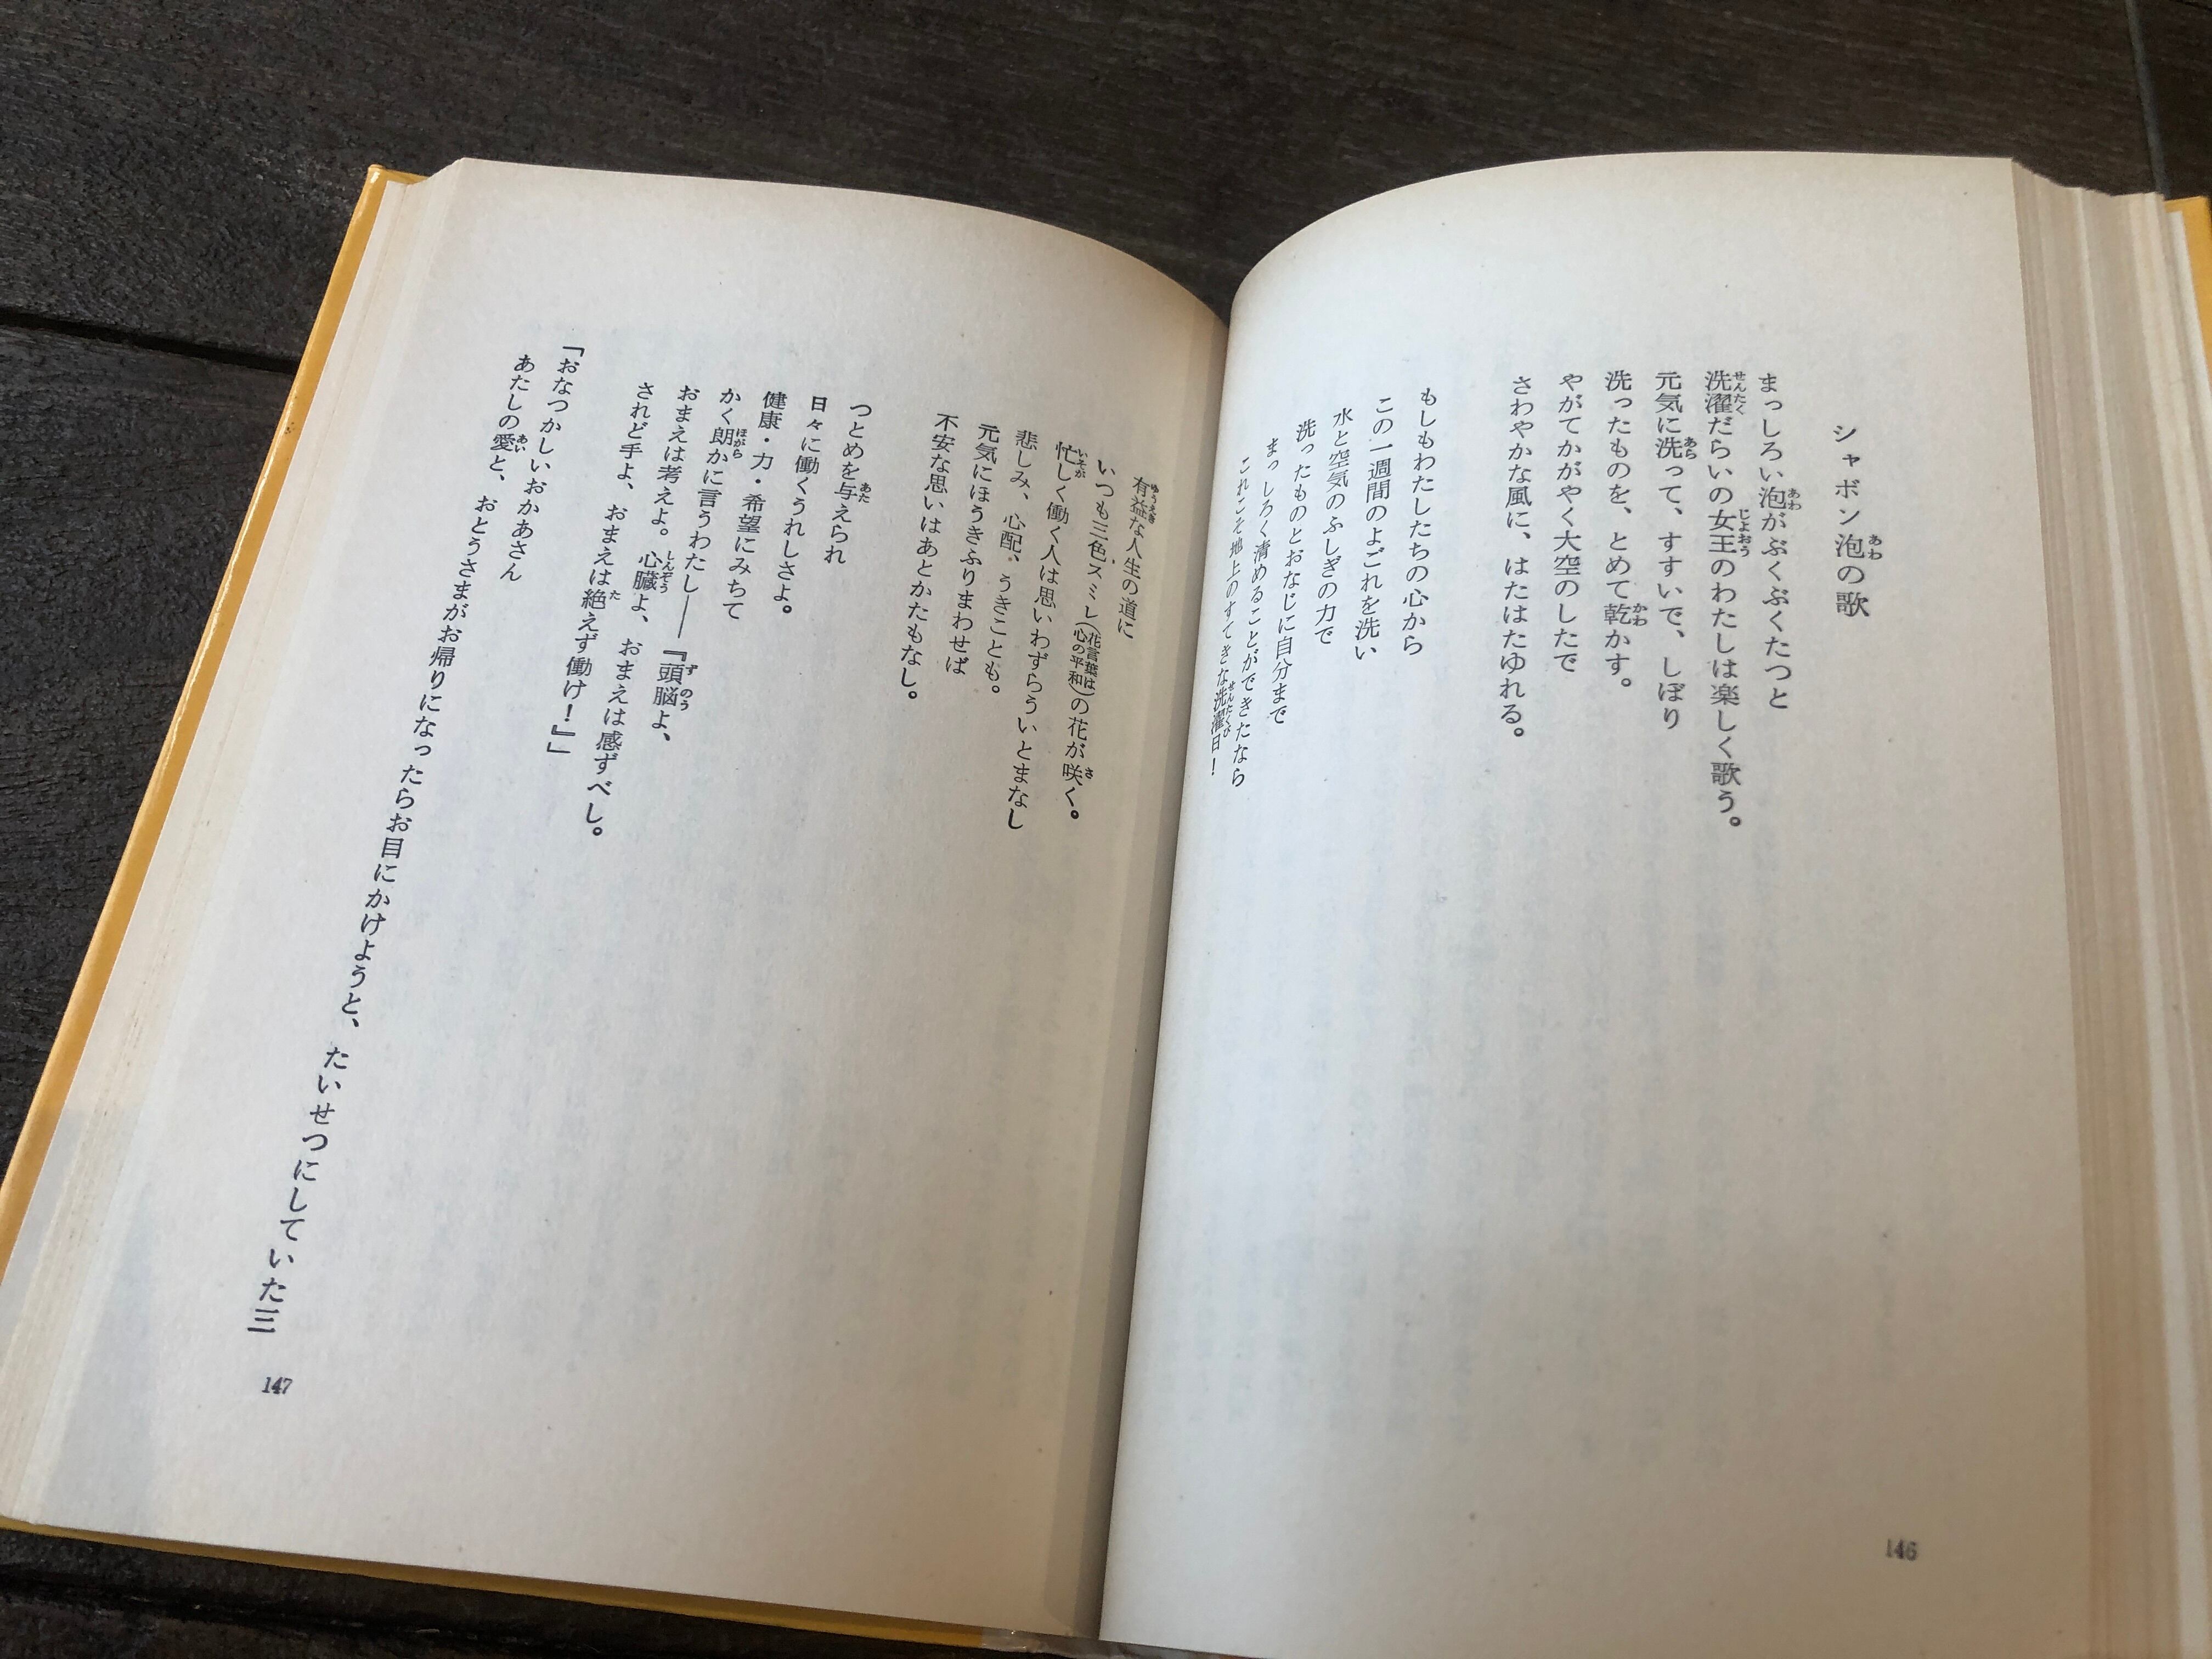 シャボン泡の歌
まっしろい泡がぶくぶくたつと
洗濯だらいの女王のわたしは楽しく歌う。
元気に洗って、すすいで、しぼり
洗ったものを、とめて乾かす。
やがてかがやく大空のしたで
さわやかな風に、はたはたゆれる。
もしもわたしたちの心から
この一週間のよごれを洗い
水と空気のふしぎの力で
洗ったものとおなじに自分まで
まっしろく清めることができたなら
これこそ地上のすてきな洗濯日！
146
有益な人生の道に
いつも三色スミレ（花言葉は心の平和）の花が咲く。
忙しく働く人は思いわずらういとまなし
悲しみ、心配、うきことも。
元気にほうきふりまわせば
不安な思いはあとかたもなし。
つとめを与えられ
日々に働くうれしさよ。
健康・力・希望にみちて
かく朗かに言うわたし――『頭脳よ、
おまえは考えよ。心臓よ、おまえは感ずべし。
されど手よ、おまえは絶えず働け！』」
「おなつかしいおかあさん
あたしの愛と、おとうさまがお帰りになったらお目にかけようと、たいせつにしていた三
147